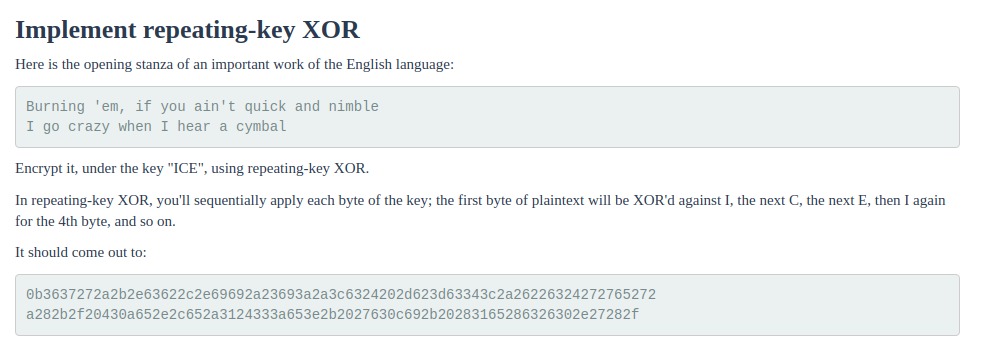 Implement repeating-key XOR
Here is the opening stanza of an important work of the English language:
Burning 'em, if you ain't quick and nimble
I go crazy when I hear a cymbal
Encrypt it, under the key "ICE", using repeating-key XOR.
In repeating-key XOR, you'll sequentially apply each byte of the key; the first byte of plaintext will be XOR'd against I, the next C, the next E, then I again
for the 4th byte, and so on.
It should come out to:
0b3637272a2b2e63622c2e69692a23693a2a3c6324202d623d63343c2a26226324272765272
a282b2f20430a652e2c652a3124333a653e2b2027630c692b20283165286326302e27282f